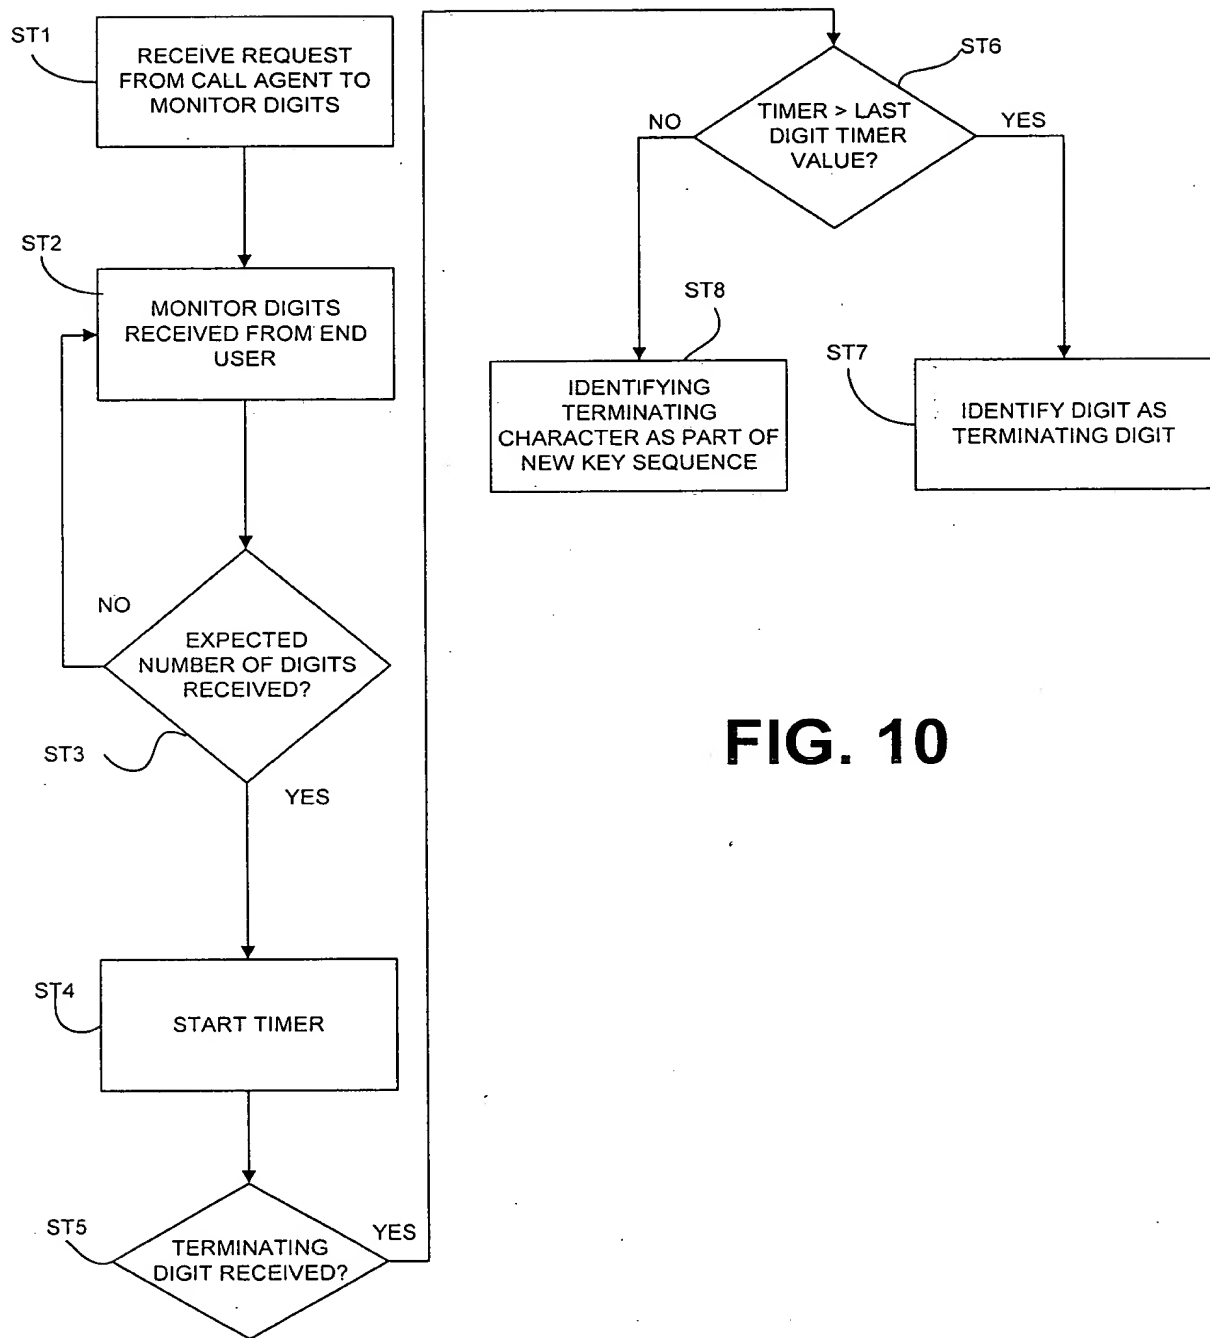 ST1
RECEIVE REQUEST
FROM CALL AGENT TO
MONITOR DIGITS
ST2
MONITOR DIGITS
RECEIVED FROM END
USER
NO
EXPECTED
NUMBER OF DIGITS
RECEIVED?
ST3
YES
ST4
START TIMER
ST5
TERMINATING
DIGIT RECEIVED?
YES
ST6
TIMER > LAST
DIGIT TIMER
VALUE?
NO
YES
ST8
IDENTIFYING
TERMINATING
CHARACTER AS PART OF
NEW KEY SEQUENCE
ST7
IDENTIFY DIGIT AS
TERMINATING DIGIT
FIG. 10